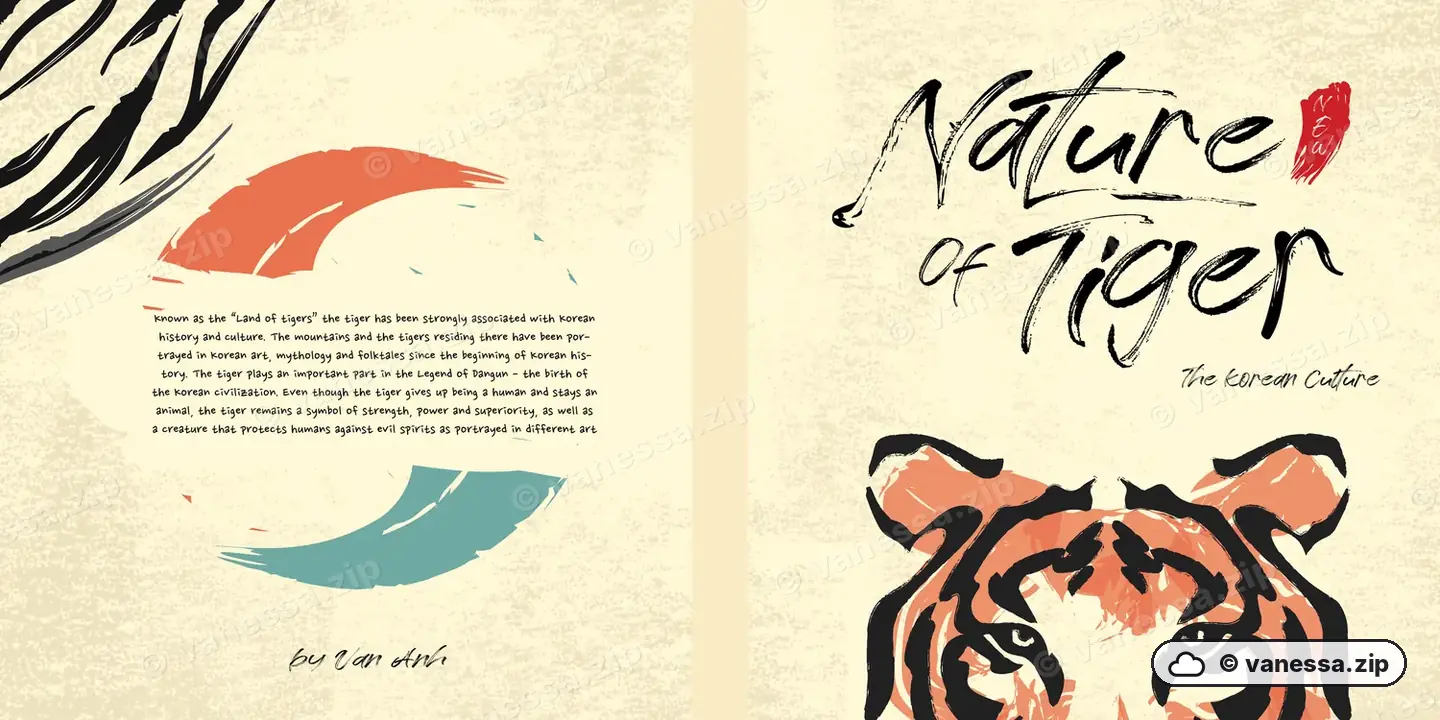 known as the “Land of tigers” the tiger has been strongly associated with Korean
history and culture. The mountains and the tigers residing there have been por-
trayed in Korean art, mythology and folktales since the beginning of Korean his-
tory. The tiger plays an important part in the Legend of Dangun - the birth of
the Korean civilization. Even though the tiger gives up being a human and stays an
animal, the tiger remains a symbol of strength, power and superiority, as well as
a creature that protects humans against evil spirits as portrayed in different art
by Van Anh
Nature
NEW
Of Tiger
The Korean Culture
© vanessa.zip